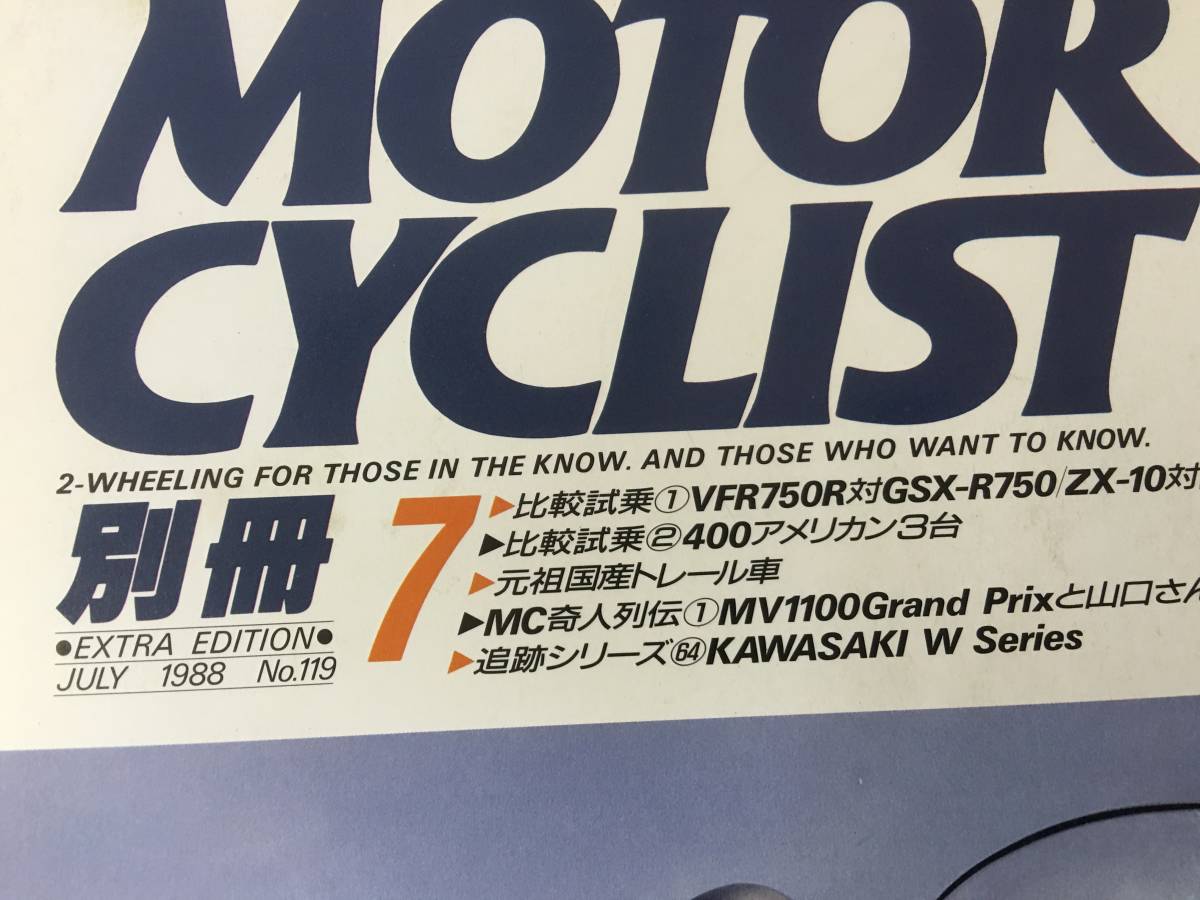 MOTOR
CYCLIST
2-WHEELING FOR THOSE IN THE KNOW. AND THOSE WHO WANT TO KNOW.
別冊
●EXTRA EDITION●
JULY 1988 No.119
7
▶比較試乗①VFR750R対GSX-R750/ZX-10対
▶比較試乗②400アメリカン3台
▶元祖国産トレール車
▶MC奇人列伝①MV1100Grand Prixと山口さん
▶追跡シリーズ64KAWASAKI W Series